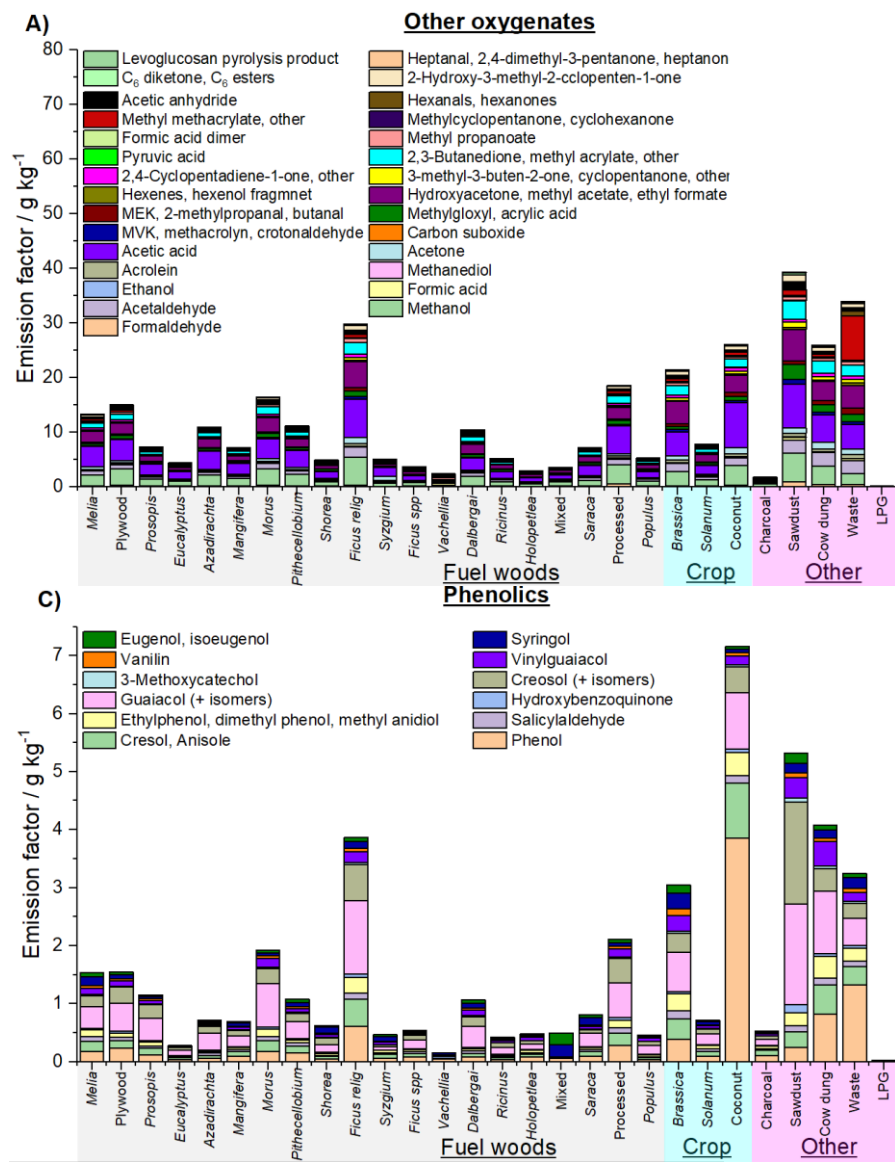 A)
Other oxygenates
80
70
60
50
40
30
20
10
0
Emission factor / g kg⁻¹
Levoglucosan pyrolysis product
C₆ diketone, C₆ esters
Acetic anhydride
Methyl methacrylate, other
Formic acid dimer
Pyruvic acid
2,4-Cyclopentadiene-1-one, other
Hexenes, hexenol fragmnet
MEK, 2-methylpropanal, butanal
MVK, methacrolyn, crotonaldehyde
Acetic acid
Acrolein
Ethanol
Acetaldehyde
Formaldehyde
Heptanal, 2,4-dimethyl-3-pentanone, heptanon
2-Hydroxy-3-methyl-2-cclopenten-1-one
Hexanals, hexanones
Methylcyclopentanone, cyclohexanone
Methyl propanoate
2,3-Butanedione, methyl acrylate, other
3-methyl-3-buten-2-one, cyclopentanone, other
Hydroxyacetone, methyl acetate, ethyl formate
Methylgloxyl, acrylic acid
Carbon suboxide
Acetone
Methanediol
Formic acid
Methanol
Melia
Plywood
Prosopis
Eucalyptus
Azadirachta
Mangifera
Morus
Pithecellobium
Shorea
Ficus relig
Syzgium
Ficus spp
Vachellia
Dalbergai
Ricinus
Holopetlea
Mixed
Saraca
Processed
Populus
Brassica
Solanum
Coconut
Charcoal
Sawdust
Cow dung
Waste
LPG
Fuel woods
Crop
Other
C)
Phenolics
7
6
5
4
3
2
1
0
Emission factor / g kg⁻¹
Eugenol, isoeugenol
Vanilin
3-Methoxycatechol
Guaiacol (+ isomers)
Ethylphenol, dimethyl phenol, methyl anidiol
Cresol, Anisole
Syringol
Vinylguaiacol
Creosol (+ isomers)
Hydroxybenzoquinone
Salicylaldehyde
Phenol
Melia
Plywood
Prosopis
Eucalyptus
Azadirachta
Mangifera
Morus
Pithecellobium
Shorea
Ficus relig
Syzgium
Ficus spp
Vachellia
Dalbergai
Ricinus
Holopetlea
Mixed
Saraca
Processed
Populus
Brassica
Solanum
Coconut
Charcoal
Sawdust
Cow dung
Waste
LPG
Fuel woods
Crop
Other